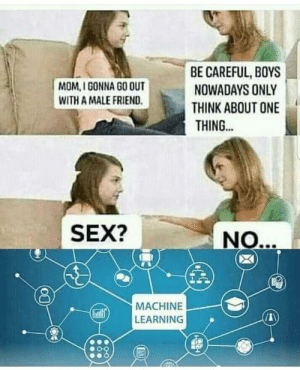 MOM, I GONNA GO OUT
WITH A MALE FRIEND.
BE CAREFUL, BOYS
NOWADAYS ONLY
THINK ABOUT ONE
THING...
SEX?
NO...
MACHINE
LEARNING